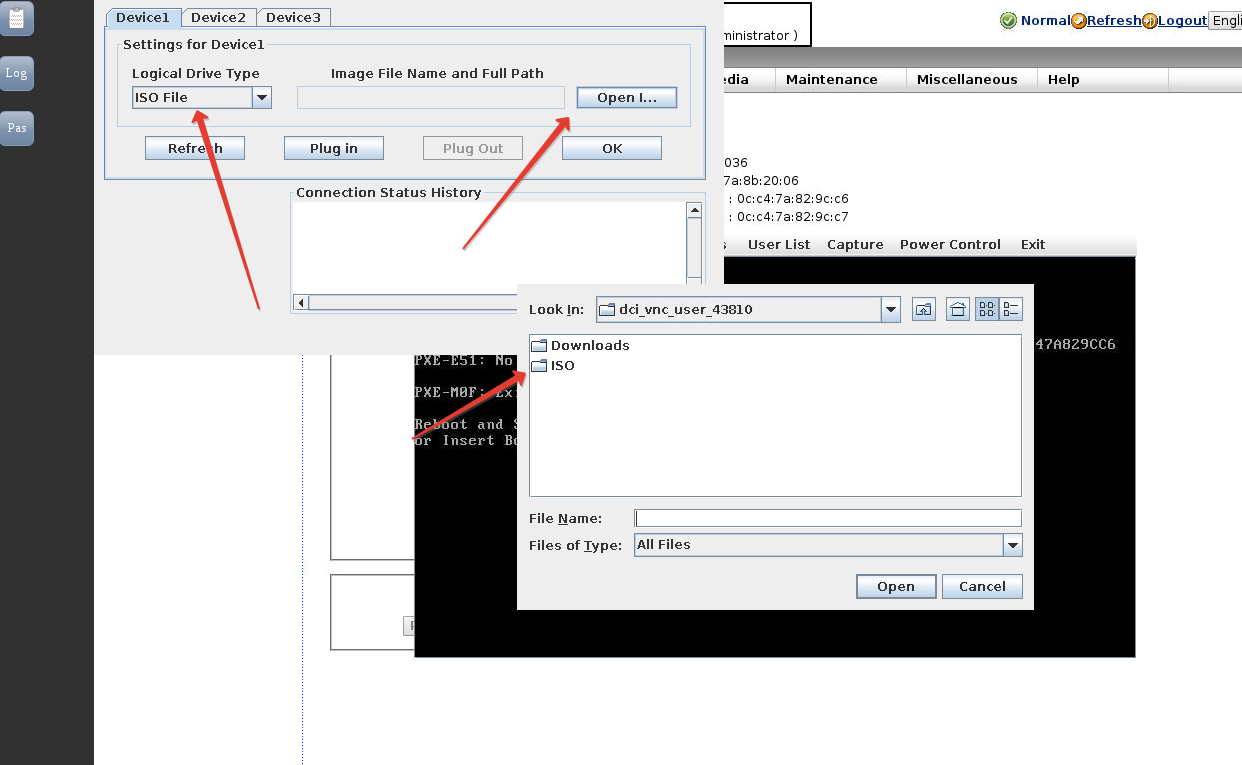 Log
Pas
Device1 Device2 Device3
Settings for Device1
Logical Drive Type Image File Name and Full Path
ISO File Open I...
Refresh Plug in Plug Out OK
Connection Status History
ministrator )
Normal Refresh Logout Engli
dia Maintenance Miscellaneous Help
036
7a:8b:20:06
: 0c:c4:7a:82:9c:c6
: 0c:c4:7a:82:9c:c7
s User List Capture Power Control Exit
47A829CC6
PXE-E51: No
PXE-M0F: Exi
Reboot and S
or Insert Bo
Look In: dci_vnc_user_43810
Downloads
ISO
File Name:
Files of Type: All Files
Open Cancel